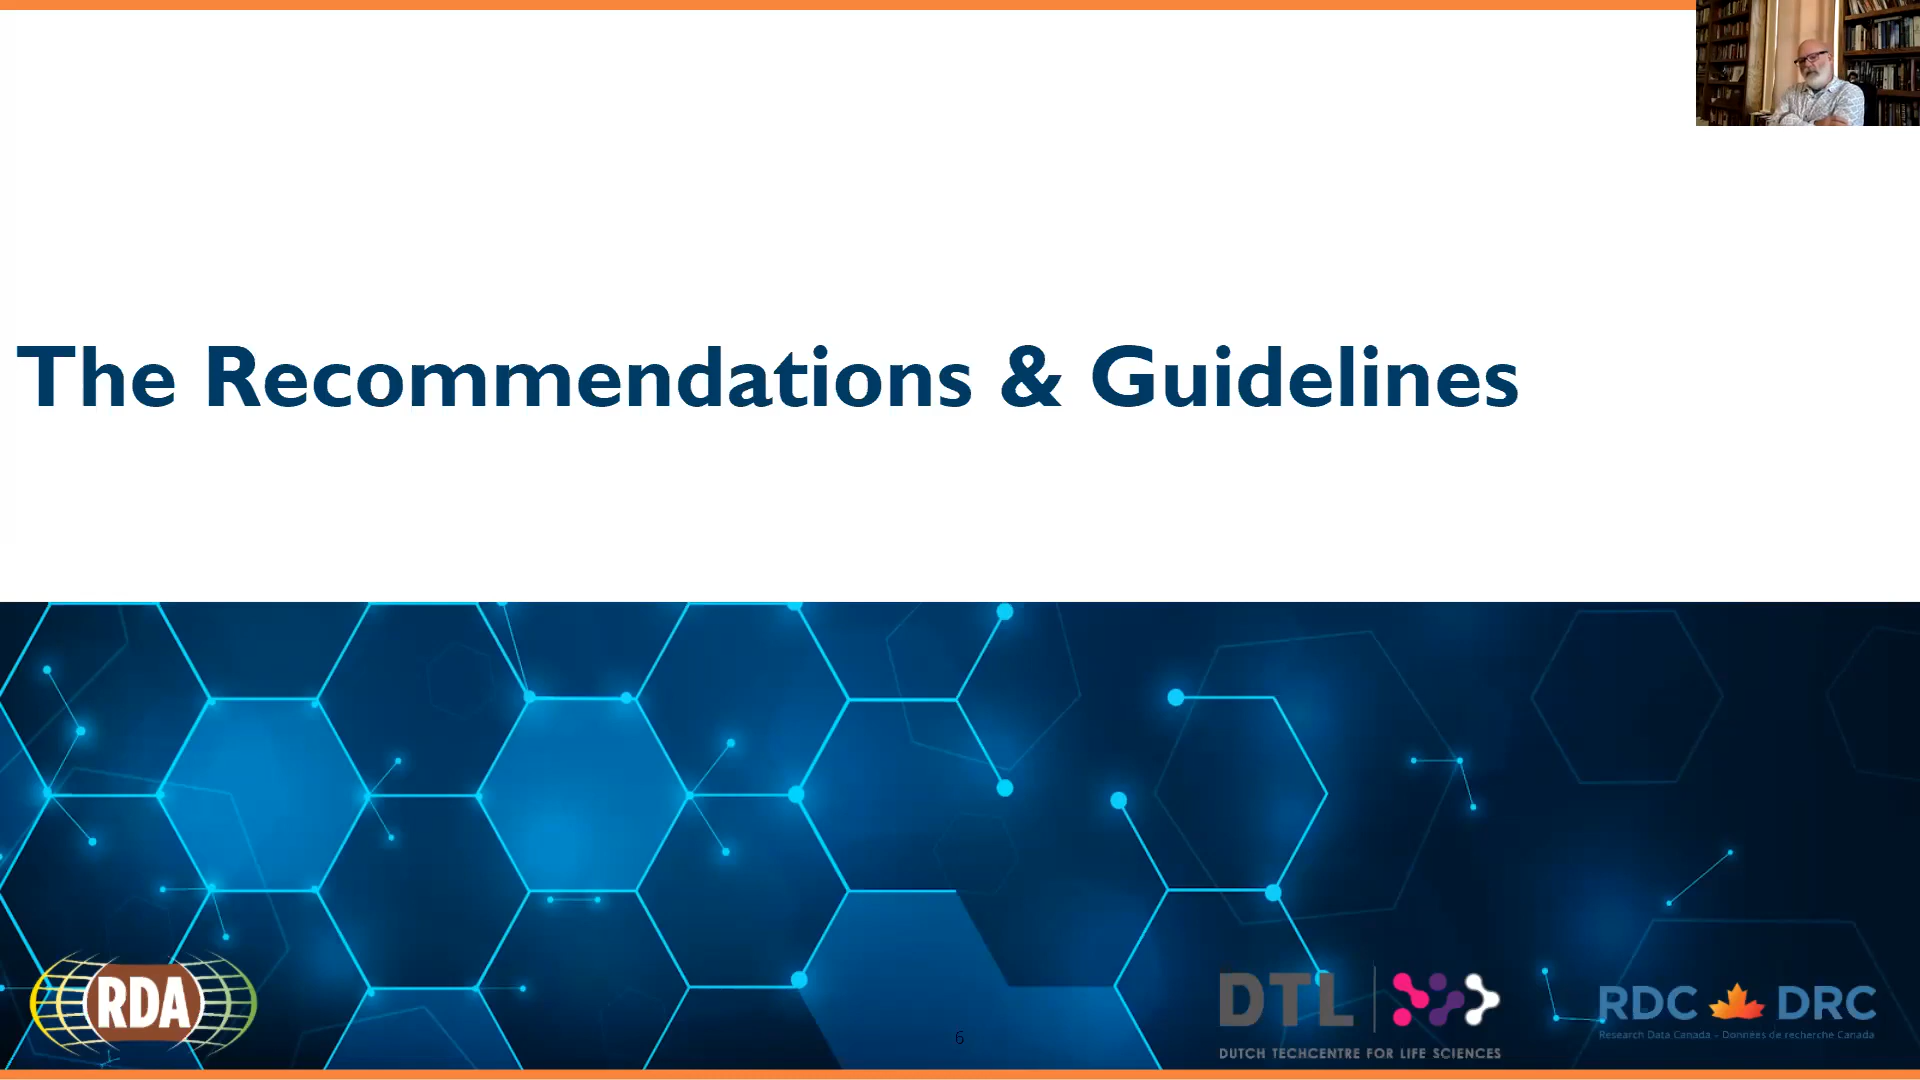 The Recommendations & Guidelines
RDA
6
DTL
DUTCH TECHCENTRE FOR LIFE SCIENCES
RDC DRC
Research Data Canada – Données de recherche Canada